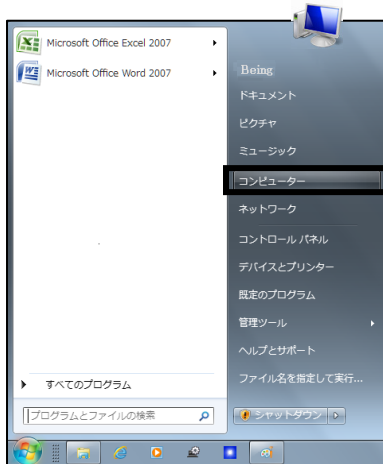 Microsoft Office Excel 2007
Microsoft Office Word 2007
すべてのプログラム
プログラムとファイルの検索
Being
ドキュメント
ピクチャ
ミュージック
コンピューター
ネットワーク
コントロール パネル
デバイスとプリンター
既定のプログラム
管理ツール
ヘルプとサポート
ファイル名を指定して実行...
シャットダウン